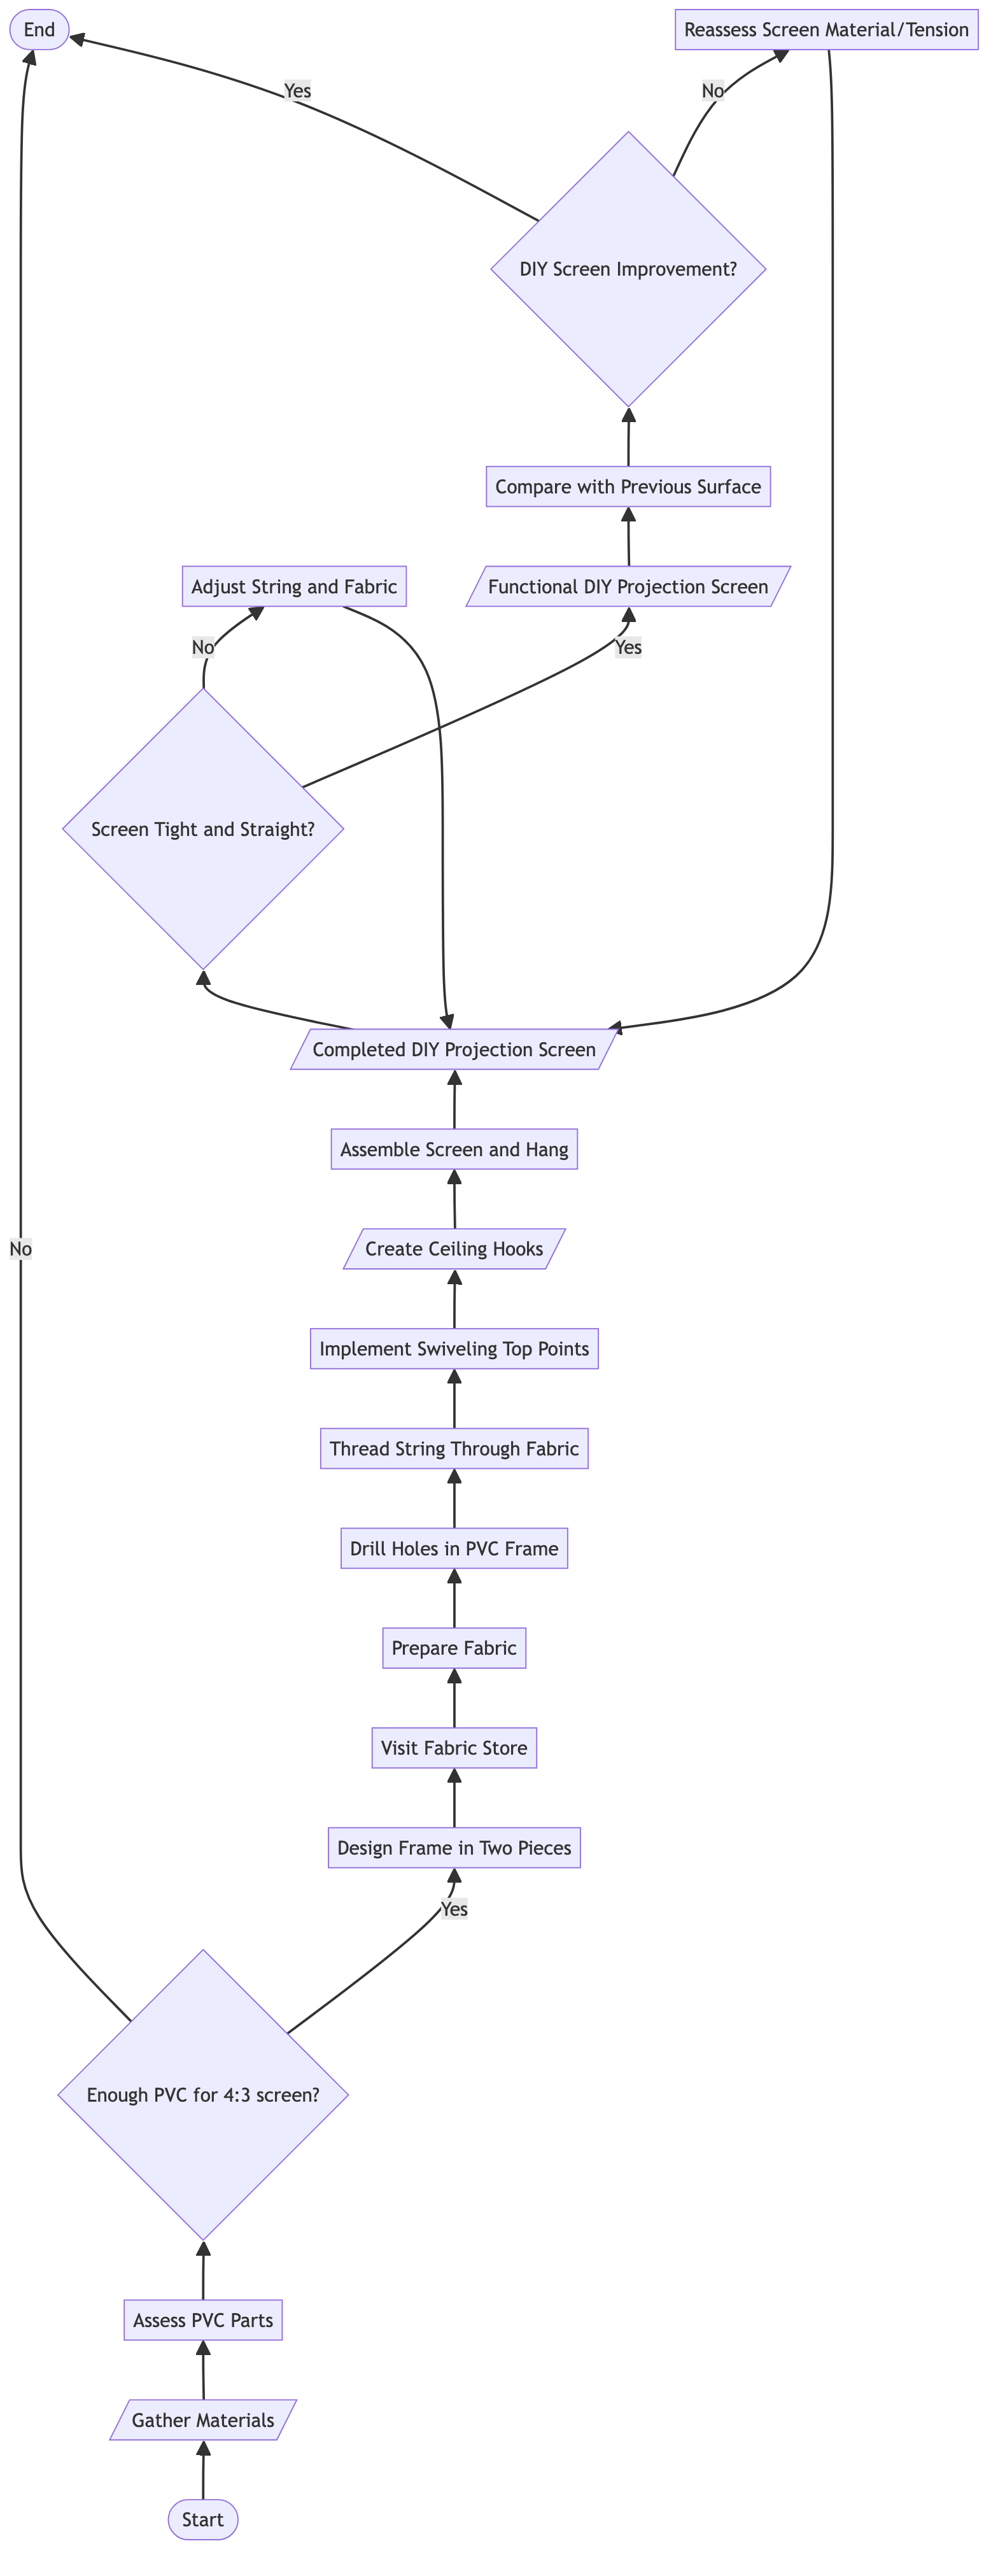 End
Reassess Screen Material/Tension
Yes
No
DIY Screen Improvement?
Compare with Previous Surface
Adjust String and Fabric
Functional DIY Projection Screen
No
Yes
Screen Tight and Straight?
Completed DIY Projection Screen
Assemble Screen and Hang
No
Create Ceiling Hooks
Implement Swiveling Top Points
Thread String Through Fabric
Drill Holes in PVC Frame
Prepare Fabric
Visit Fabric Store
Design Frame in Two Pieces
Yes
Enough PVC for 4:3 screen?
Assess PVC Parts
Gather Materials
Start